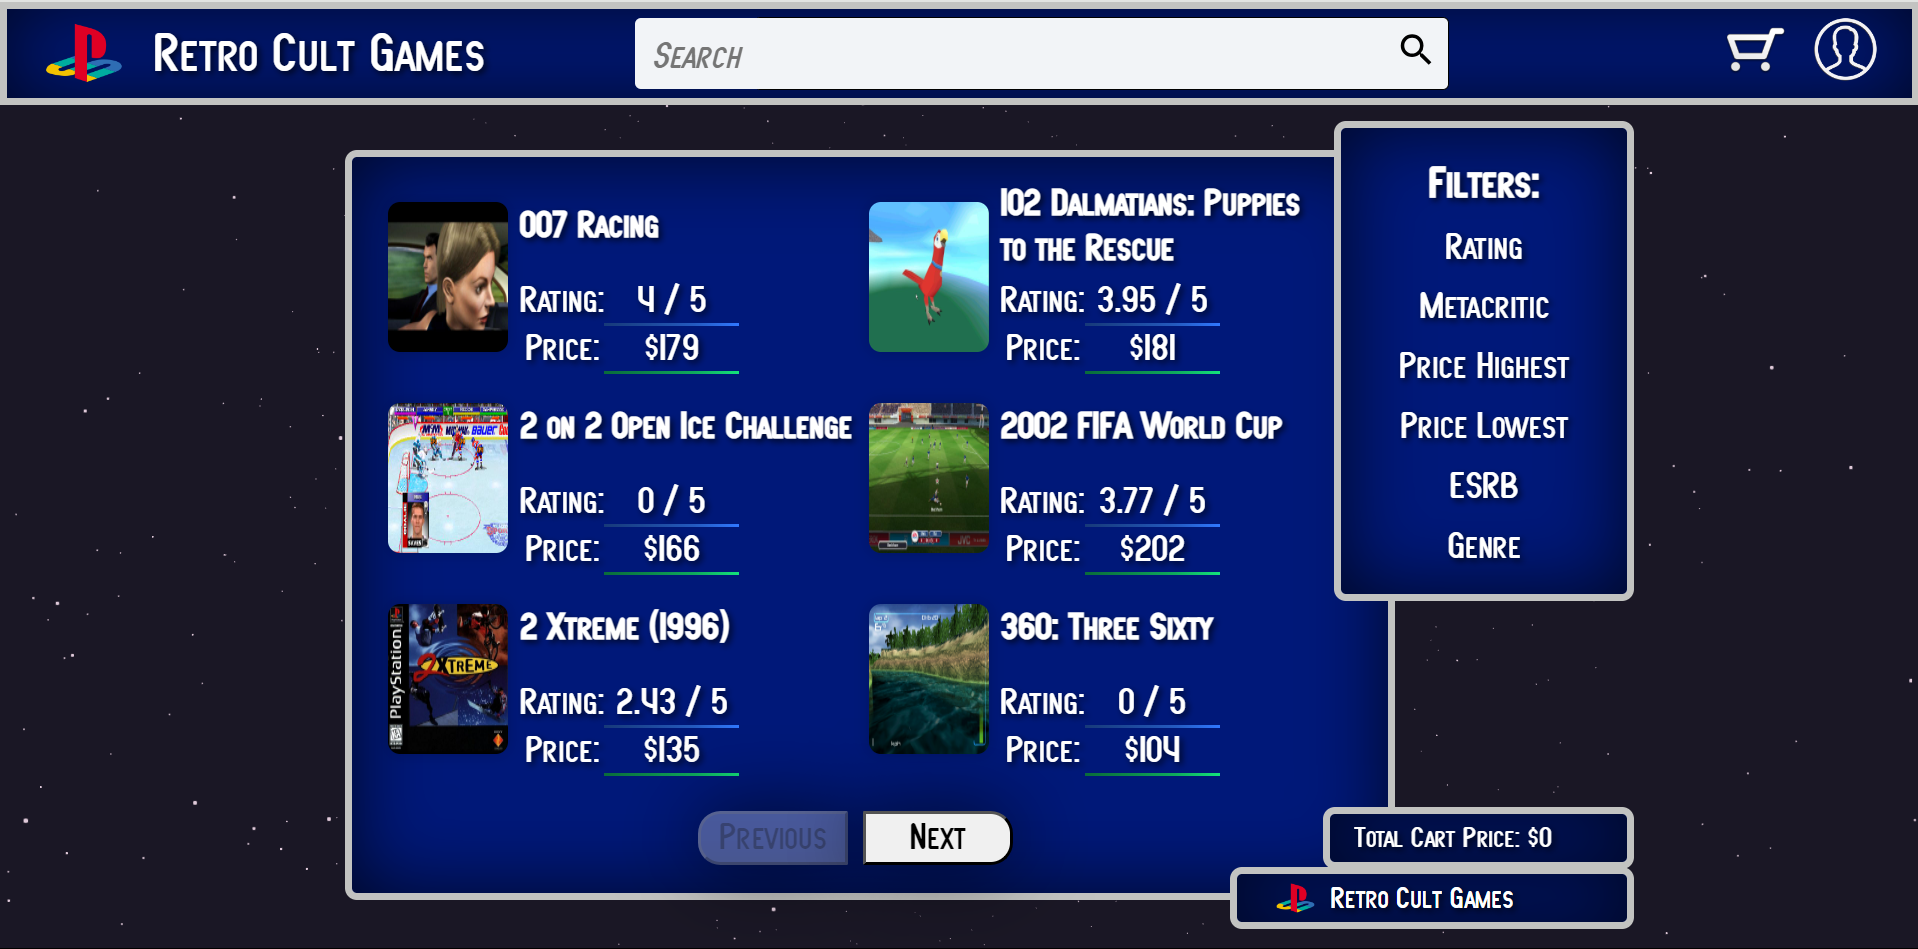 Retro Cult Games
Search
007 Racing
Rating: 4 / 5
Price: $179
102 Dalmatians: Puppies
to the Rescue
Rating: 3.95 / 5
Price: $181
2 on 2 Open Ice Challenge
Rating: 0 / 5
Price: $166
2002 FIFA World Cup
Rating: 3.77 / 5
Price: $202
PlayStation
2XTREME
2 Xtreme (1996)
Rating: 2.43 / 5
Price: $135
360: Three Sixty
Rating: 0 / 5
Price: $104
Previous
Next
Filters:
Rating
Metacritic
Price Highest
Price Lowest
ESRB
Genre
Total Cart Price: $0
Retro Cult Games